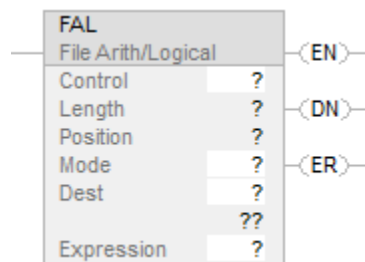 FAL
File Arith/Logical (EN)
Control ?
Length ? (DN)
Position ?
Mode ? (ER)
Dest ?
??
Expression ?